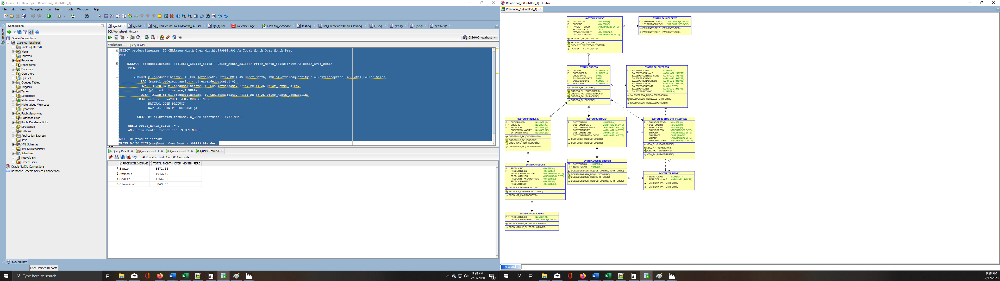 Oracle SQL Developer : Relational_1 (Untitled_1)
File Edit View Navigate Run Team Tools Window Help
Connections
Oracle Connections
CIS4400_localhost
Tables (Filtered)
Views
Indexes
Packages
Procedures
Functions
Operators
Queues
Queues Tables
Triggers
Types
Sequences
Materialized Views
Materialized View Logs
Synonyms
Public Synonyms
Database Links
Public Database Links
Directories
Editions
Application Express
Java
XML Schemas
XML DB Repository
Scheduler
Recycle Bin
Other Users
Oracle NoSQL Connections
Database Schema Service Connections
Reports
Q6.sql Q5.sql sql_ProductLineSalesByMonth_LAG.sql Q6(1).sql Welcome Page CIS4400_localhost test.sql sql_CreateViewAllSalesData.sql Q2.sql Q3.sql Q4.sql Q4(1).sql
SQL Worksheet History
CIS4400_localhost
Worksheet Query Builder
SELECT productlinename, TO_CHAR(sum(Month_Over_Month),999999.99) As Total_Month_Over_Month_Perc
FROM
(SELECT productlinename, (((Total_Dollar_Sales - Prior_Month_Sales)/ Prior_Month_Sales))*100 As Month_Over_Month
FROM
(SELECT pl.productlinename, TO_CHAR(orderdate, 'YYYY-MM') AS Order_Month, sum(ol.orderedquantity * ol.extendedprice) AS Total_Dollar_Sales,
LAG (sum(ol.orderedquantity * ol.extendedprice),1,0)
OVER (ORDER BY pl.productlinename, TO_CHAR(orderdate, 'YYYY-MM')) AS Prior_Month_Sales,
LAG (pl.productlinename,1,NULL)
OVER (ORDER BY pl.productlinename, TO_CHAR(orderdate, 'YYYY-MM')) AS Prior_Month_ProductLine
FROM orders NATURAL JOIN ORDERLINE ol
NATURAL JOIN PRODUCT
NATURAL JOIN PRODUCTLINE pl
GROUP BY pl.productlinename,TO_CHAR(orderdate, 'YYYY-MM'))
WHERE Prior_Month_Sales != 0
AND Prior_Month_Productline IS NOT NULL)
GROUP BY productlinename
ORDER BY TO_CHAR(sum(Month_Over_Month),999999.99) desc;
Query Result Query Result 1 Query Result 2 Query Result 3
SQL All Rows Fetched: 4 in 0.004 seconds
PRODUCTLINENAME TOTAL_MONTH_OVER_MONTH_PERC
1 Basic 3671.18
2 Antique 1942.30
3 Modern 1156.82
4 Classical 843.55
SQL History
User Defined Reports
Type here to search
9:28 PM
2/17/2020
Relational_1 (Untitled_1) - Editor
Relational_1 (Untitled_1)
SYSTEM.PAYMENT
P * PAYMENTID NUMBER (5)
F * ORDERID NUMBER (5)
F * PAYMENTTYPEID VARCHAR2 (50 BYTE)
PAYMENTDATE DATE
PAYMENTAMOUNT NUMBER (12,2)
PAYMENTCOMMENT VARCHAR2 (255 BYTE)
PAYMENT_PK (PAYMENTID)
PAYMENT_FK1 (ORDERID)
PAYMENT_FK2 (PAYMENTTYPEID)
PAYMENT_PK (PAYMENTID)
SYSTEM.PAYMENTTYPE
P * PAYMENTTYPEID VARCHAR2 (50 BYTE)
* TYPEDESCRIPTION VARCHAR2 (50 BYTE)
PAYMENTTYPE_PK (PAYMENTTYPEID)
PAYMENTTYPE_PK (PAYMENTTYPEID)
SYSTEM.ORDERS
P * ORDERID NUMBER (5)
F CUSTOMERID NUMBER (4)
ORDERDATE DATE
FULFILLMENTDATE DATE
F SALESPERSONID NUMBER (4)
F SHIPADRSID NUMBER (4)
ORDERS_PK (ORDERID)
ORDERS_FK1 (CUSTOMERID)
ORDERS_FK2 (SALESPERSONID)
ORDERS_FK3 (SHIPADRSID)
ORDERS_PK (ORDERID)
SYSTEM.SALESPERSON
P * SALESPERSONID NUMBER (4)
SALESPERSONNAME VARCHAR2 (25 BYTE)
SALESPERSONTELEPHONE VARCHAR2 (50 BYTE)
SALESPERSONFAX VARCHAR2 (50 BYTE)
SALESPERSONADDRESS VARCHAR2 (30 BYTE)
SALESPERSONCITY VARCHAR2 (20 BYTE)
SALESPERSONSTATE CHAR (2 BYTE)
SALESPERSONZIP VARCHAR2 (20 BYTE)
F SALESTERRITORYID NUMBER (4)
SALESPERSON_PK (SALESPERSONID)
SALESPERSON_FK1 (SALESTERRITORYID)
SALESPERSON_PK (SALESPERSONID)
SYSTEM.ORDERLINE
P * ORDERLINEID NUMBER (4)
F * ORDERID NUMBER (5)
F * PRODUCTID NUMBER (4)
ORDEREDQUANTITY NUMBER (10)
EXTENDEDPRICE NUMBER (8,2)
ORDERLINE_PK (ORDERLINEID)
ORDERLINE_FK1 (ORDERID)
ORDERLINE_FK2 (PRODUCTID)
ORDERLINE_PK (ORDERLINEID)
SYSTEM.CUSTOMER
P * CUSTOMERID NUMBER (4)
CUSTOMERNAME VARCHAR2 (25 BYTE)
CUSTOMERADDRESS VARCHAR2 (30 BYTE)
CUSTOMERCITY VARCHAR2 (20 BYTE)
CUSTOMERSTATE CHAR (2 BYTE)
CUSTOMERPOSTALCODE VARCHAR2 (10 BYTE)
CUSTOMER_PK (CUSTOMERID)
CUSTOMER_PK (CUSTOMERID)
SYSTEM.CUSTOMERSHIPADDRESS
P * SHIPADDRESSID NUMBER (4)
F * CUSTOMERID NUMBER (4)
F * TERRITORYID NUMBER (4)
SHIPADDRESS VARCHAR2 (30 BYTE)
SHIPCITY VARCHAR2 (20 BYTE)
SHIPSTATE CHAR (2 BYTE)
SHIPZIP VARCHAR2 (10 BYTE)
SHIPDIRECTIONS VARCHAR2 (100 BYTE)
CSA_PK (SHIPADDRESSID)
CSA_FK1 (CUSTOMERID)
CSA_FK2 (TERRITORYID)
CSA_PK (SHIPADDRESSID)
SYSTEM.PRODUCT
P * PRODUCTID NUMBER (4)
F PRODUCTLINEID NUMBER (4)
PRODUCTDESCRIPTION VARCHAR2 (50 BYTE)
PRODUCTFINISH VARCHAR2 (20 BYTE)
PRODUCTSTANDARDPRICE NUMBER (6,2)
PRODUCTONHAND NUMBER (6)
PRODUCTCOST NUMBER (8,2)
PRODUCT_PK (PRODUCTID)
PRODUCT_FK1 (PRODUCTLINEID)
PRODUCT_PK (PRODUCTID)
SYSTEM.DOESBUSINESSIN
PF* CUSTOMERID NUMBER (4)
PF* TERRITORYID NUMBER (4)
DOESBUSINESSIN_PK (CUSTOMERID, TERRITORYID)
DOESBUSINESSIN_FK1 (CUSTOMERID)
DOESBUSINESSIN_FK2 (TERRITORYID)
DOESBUSINESSIN_PK (CUSTOMERID, TERRITORYID)
SYSTEM.TERRITORY
P * TERRITORYID NUMBER (4)
TERRITORYNAME VARCHAR2 (50 BYTE)
TERRITORY_PK (TERRITORYID)
TERRITORY_PK (TERRITORYID)
SYSTEM.PRODUCTLINE
P * PRODUCTLINEID NUMBER (4)
PRODUCTLINENAME VARCHAR2 (50 BYTE)
PRODUCTLINE_PK (PRODUCTLINEID)
PRODUCTLINE_PK (PRODUCTLINEID)
9:28 PM
2/17/2020